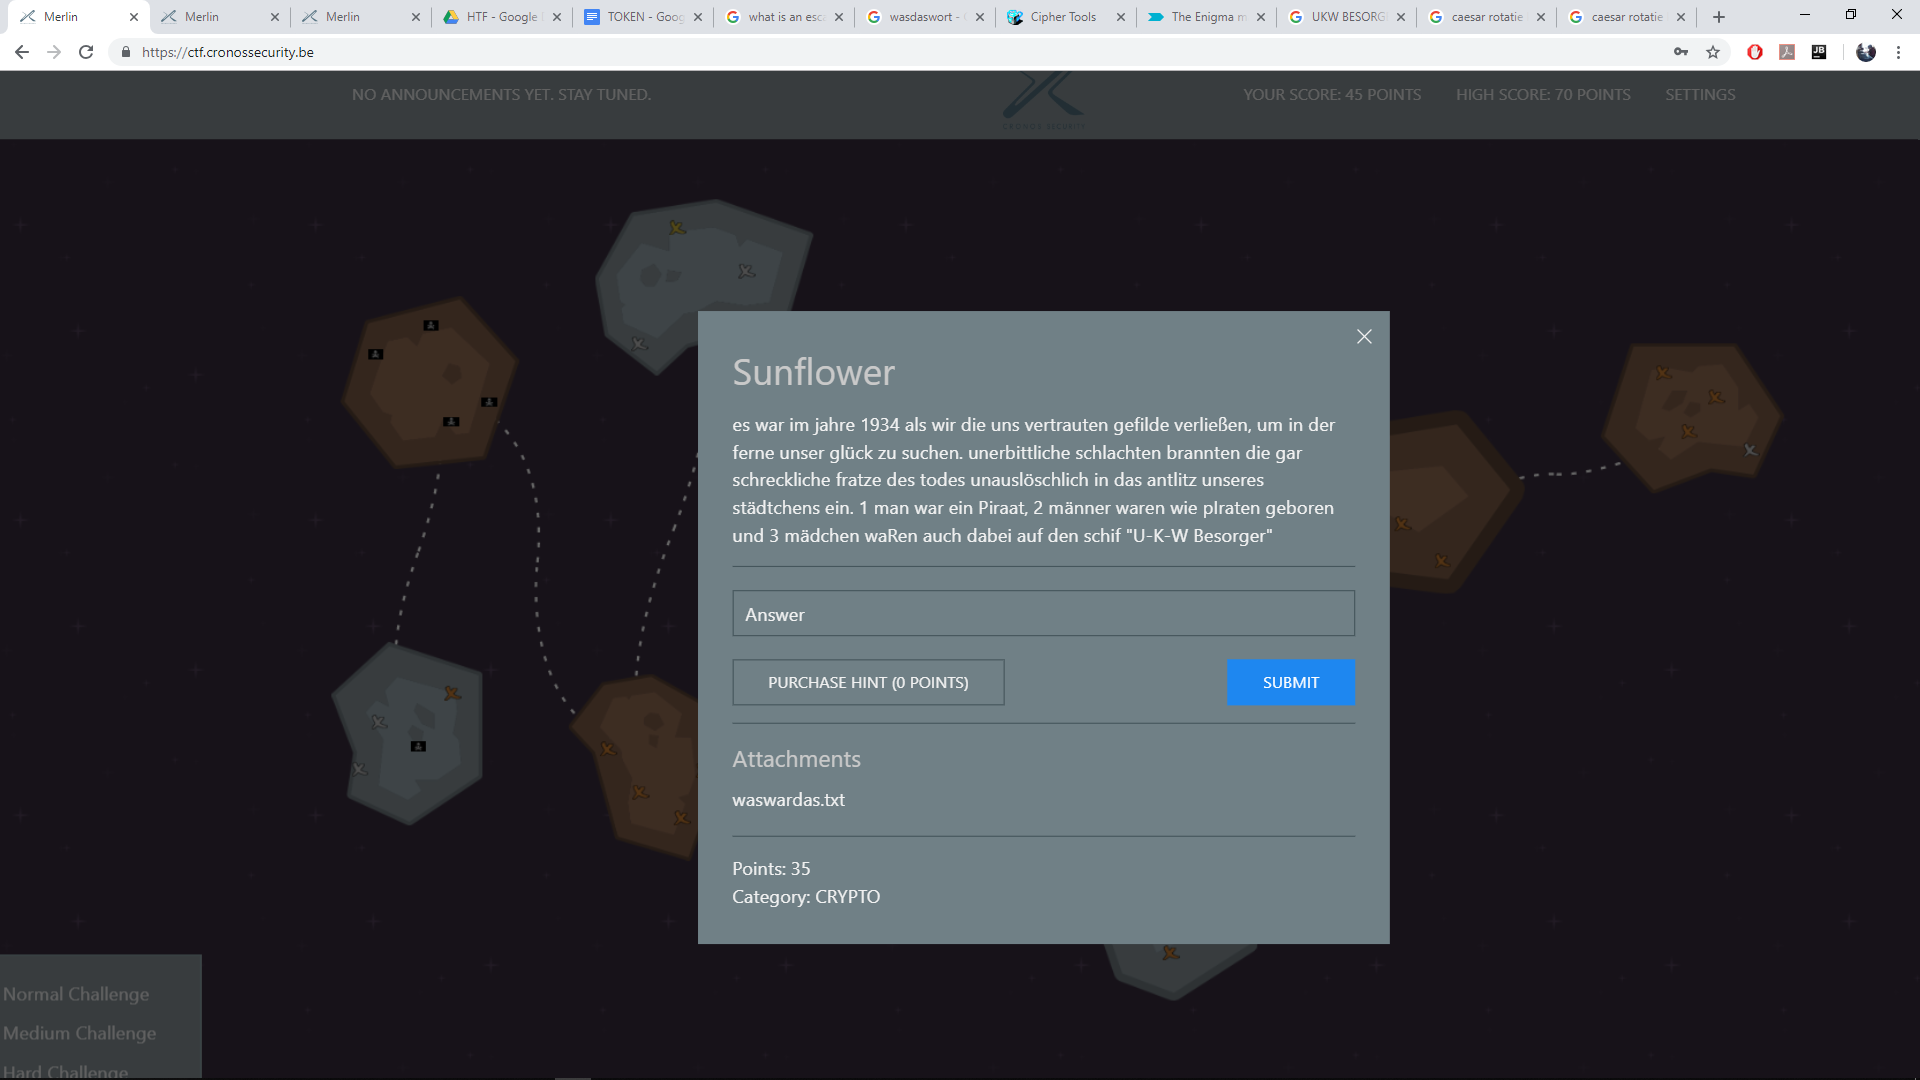 Merlin
Merlin
Merlin
HTF - Google
TOKEN - Goog
what is an esca
wasdaswort -
Cipher Tools
The Enigma m
UKW BESORG
caesar rotatie
caesar rotatie
https://ctf.cronossecurity.be
NO ANNOUNCEMENTS YET. STAY TUNED.
CRONOS SECURITY
YOUR SCORE: 45 POINTS
HIGH SCORE: 70 POINTS
SETTINGS
Sunflower
es war im jahre 1934 als wir die uns vertrauten gefilde verließen, um in der
ferne unser glück zu suchen. unerbittliche schlachten brannten die gar
schreckliche fratze des todes unauslöschlich in das antlitz unseres
städtchens ein. 1 man war ein Piraat, 2 männer waren wie pIraten geboren
und 3 mädchen waRen auch dabei auf den schif "U-K-W Besorger"
Answer
PURCHASE HINT (0 POINTS)
SUBMIT
Attachments
waswardas.txt
Points: 35
Category: CRYPTO
Normal Challenge
Medium Challenge
Hard Challenge